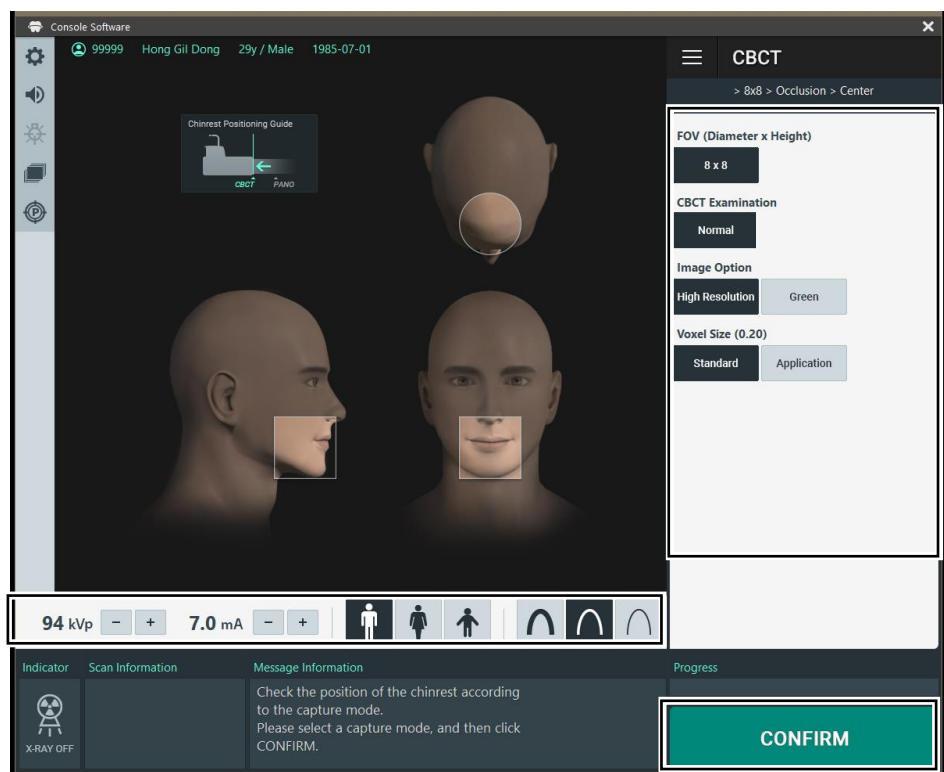 Console Software
99999 Hong Gil Dong 29y / Male 1985-07-01
CBCT
> 8x8 > Occlusion > Center
Chinrest Positioning Guide
CBCT PANO
FOV (Diameter x Height)
8 x 8
CBCT Examination
Normal
Image Option
High Resolution Green
Voxel Size (0.20)
Standard Application
94 kVp - + 7.0 mA - +
Indicator Scan Information Message Information Progress
X-RAY OFF
Check the position of the chinrest according
to the capture mode.
Please select a capture mode, and then click
CONFIRM.
CONFIRM
P